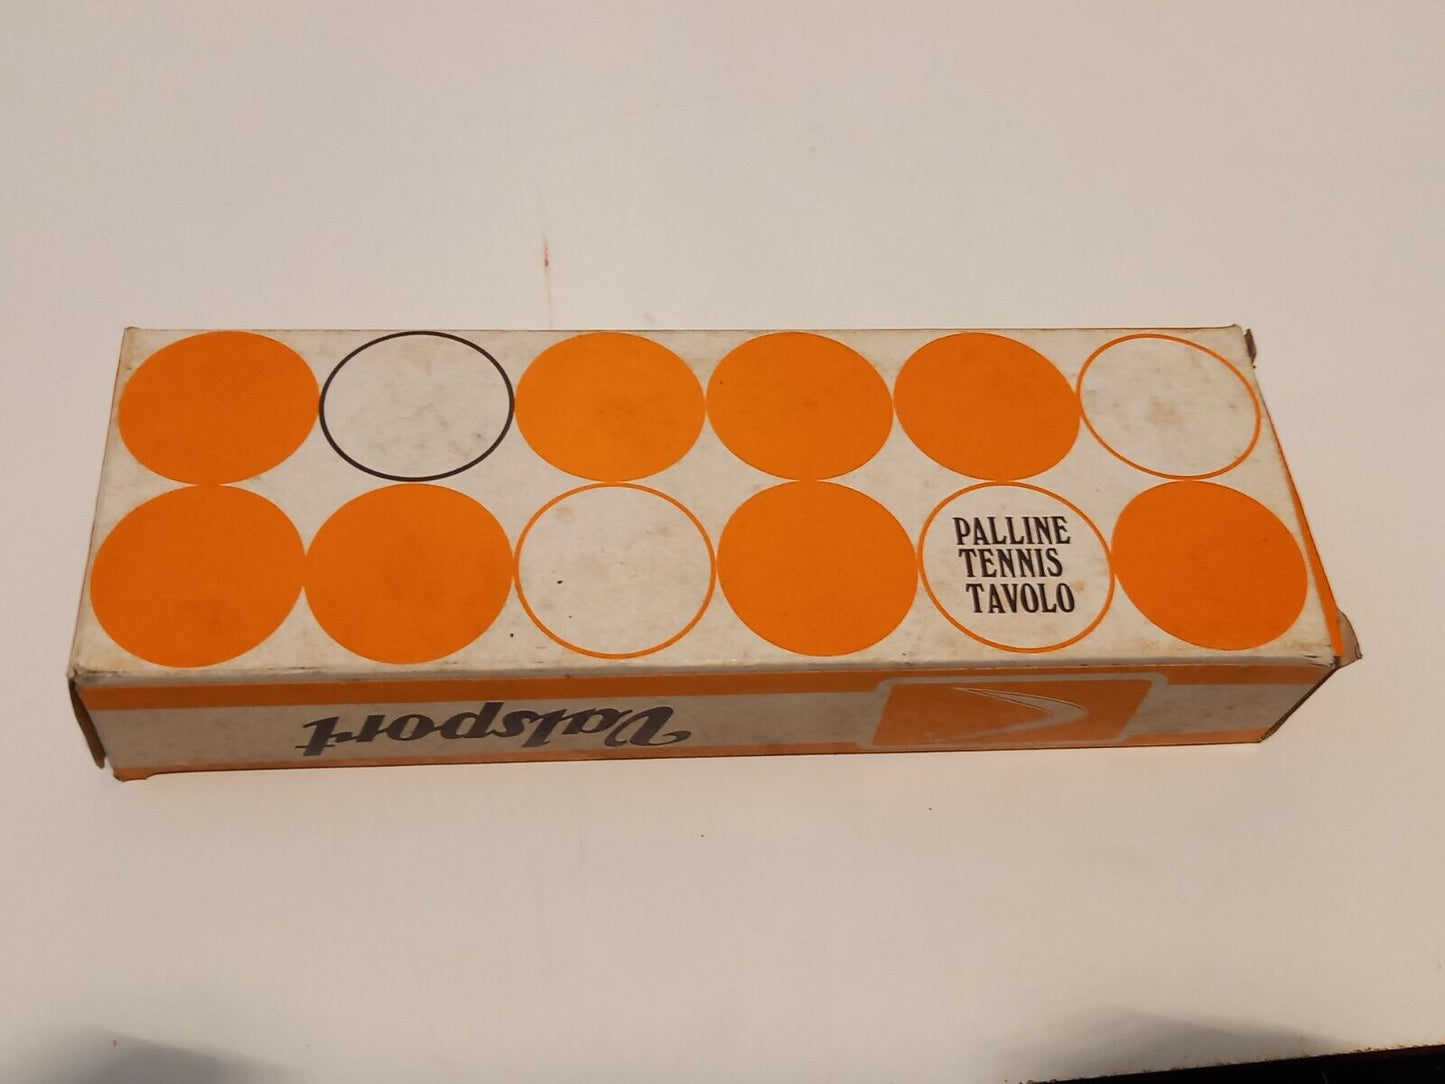 PALLINE
TENNIS
TAVOLO
Valsport